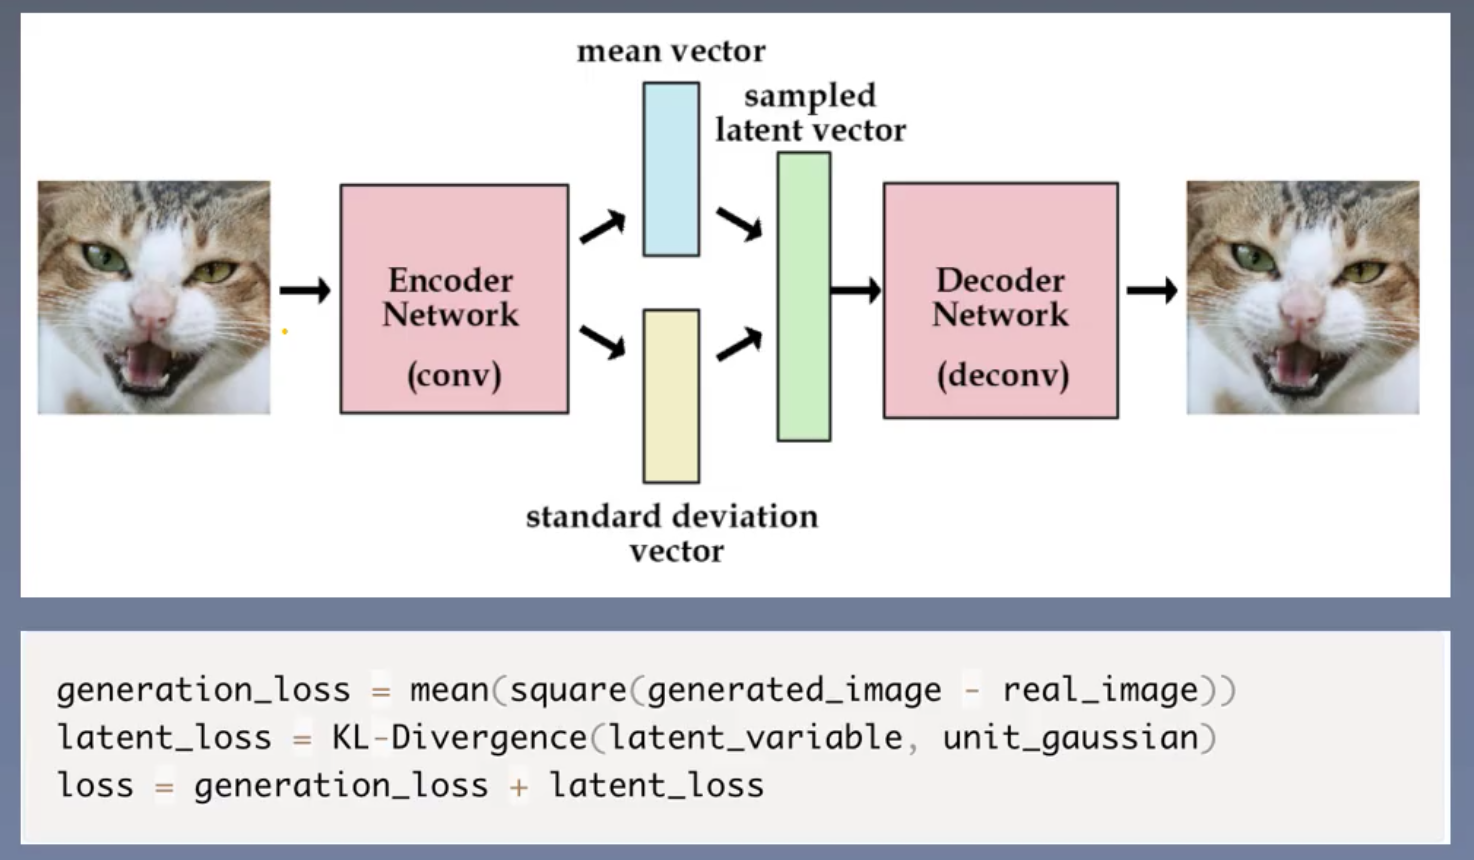 mean vector
sampled
latent vector
Encoder
Network
(conv)
Decoder
Network
(deconv)
standard deviation
vector
generation_loss = mean(square(generated_image - real_image))
latent_loss = KL-Divergence(latent_variable, unit_gaussian)
loss = generation_loss + latent_loss